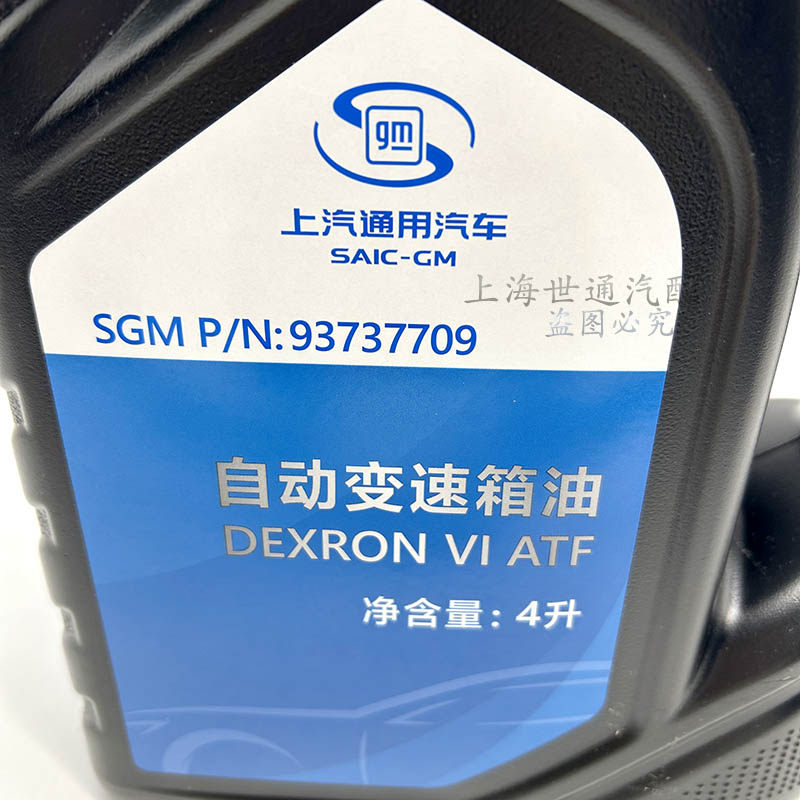 gm
上汽通用汽车
SAIC-GM
上海世通汽配
盗图必究
SGM P/N:93737709
自动变速箱油
DEXRON VI ATF
净含量：4升